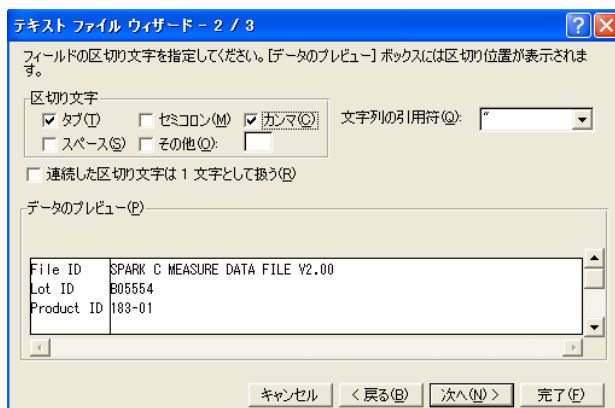 テキスト ファイル ウィザード - 2 / 3
フィールドの区切り文字を指定してください。[データのプレビュー] ボックスには区切り位置が表示されま
す。
区切り文字
タブ(T) セミコロン(M) カンマ(C) 文字列の引用符(Q): "
スペース(S) その他(O):
連続した区切り文字は 1 文字として扱う(R)
データのプレビュー(P)
File ID SPARK C MEASURE DATA FILE V2.00
Lot ID B05554
Product ID 183-01
キャンセル < 戻る(B) 次へ(N) > 完了(F)